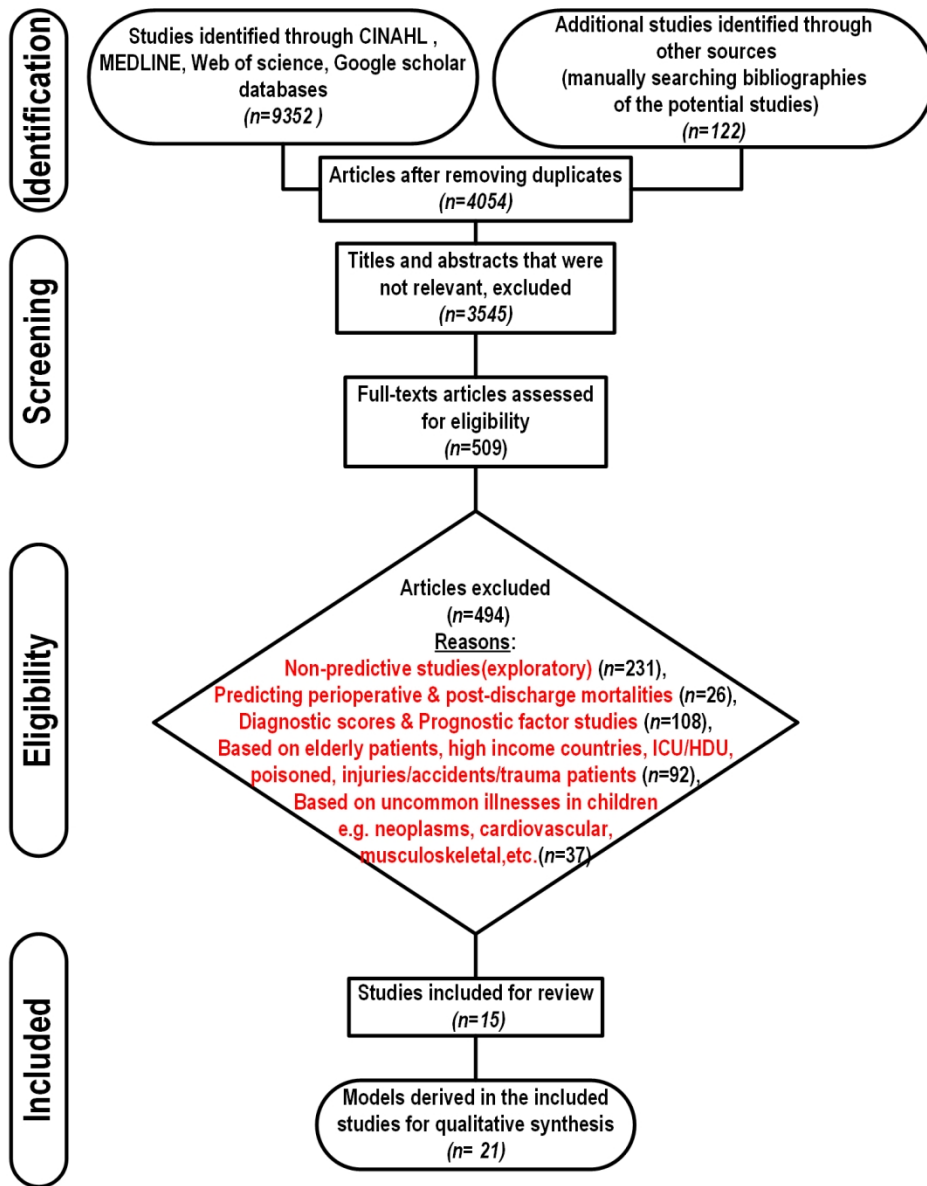 Identification
Studies identified through CINAHL ,
MEDLINE, Web of science, Google scholar
databases
(n=9352 )
Additional studies identified through
other sources
(manually searching bibliographies
of the potential studies)
(n=122)
Articles after removing duplicates
(n=4054)
Screening
Titles and abstracts that were
not relevant, excluded
(n=3545)
Full-texts articles assessed
for eligibility
(n=509)
Eligibility
Articles excluded
(n=494)
Reasons:
Non-predictive studies(exploratory) (n=231),
Predicting perioperative & post-discharge mortalities (n=26),
Diagnostic scores & Prognostic factor studies (n=108),
Based on elderly patients, high income countries, ICU/HDU,
poisoned, injuries/accidents/trauma patients (n=92),
Based on uncommon illnesses in children
e.g. neoplasms, cardiovascular,
musculoskeletal,etc.(n=37)
Included
Studies included for review
(n=15)
Models derived in the included
studies for qualitative synthesis
(n= 21)